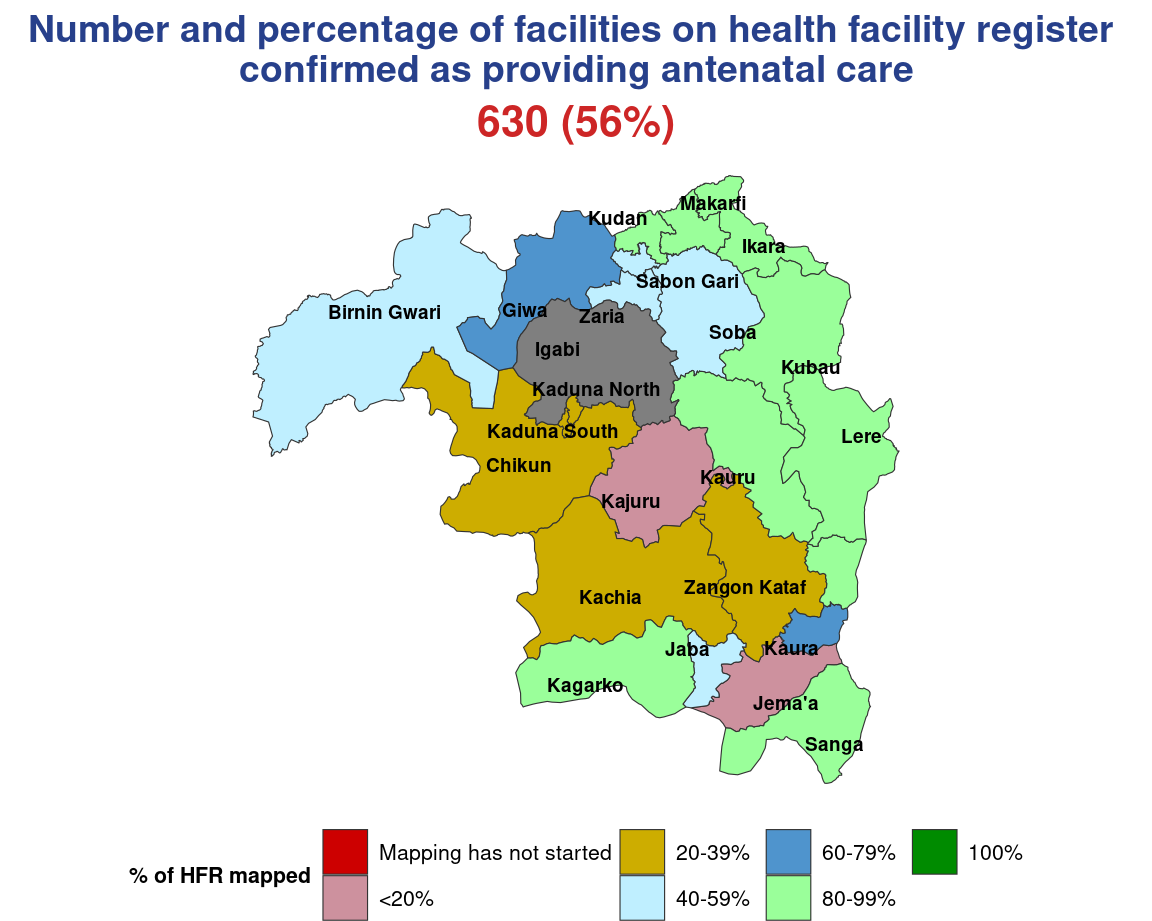 Number and percentage of facilities on health facility register
confirmed as providing antenatal care
630 (56%)
Makarfi
Kudan
Ikara
Sabon Gari
Birnin Gwari
Giwa
Zaria
Soba
Igabi
Kubau
Kaduna North
Kaduna South
Lere
Chikun
Kauru
Kajuru
Zangon Kataf
Kachia
Jaba
Kaura
Kagarko
Jema'a
Sanga
% of HFR mapped
Mapping has not started
<20%
20-39%
40-59%
60-79%
80-99%
100%